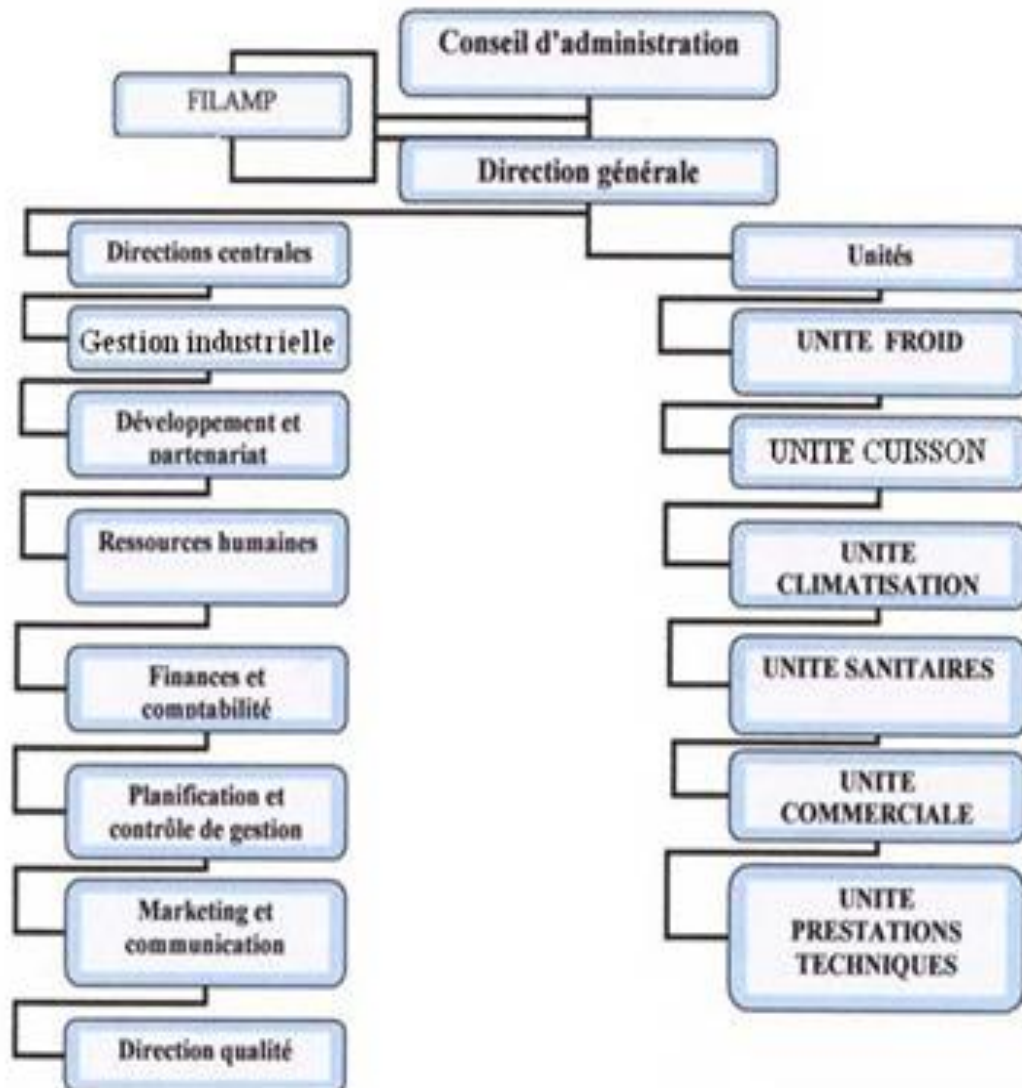 Conseil d'administration
FILAMP
Direction générale
Directions centrales
Gestion industrielle
Développement et
partenariat
Ressources humaines
Finances et
comptabilité
Planification et
contrôle de gestion
Marketing et
communication
Direction qualité
Unités
UNITE FROID
UNITE CUISSON
UNITE
CLIMATISATION
UNITE SANITAIRES
UNITE
COMMERCIALE
UNITE
PRESTATIONS
TECHNIQUES